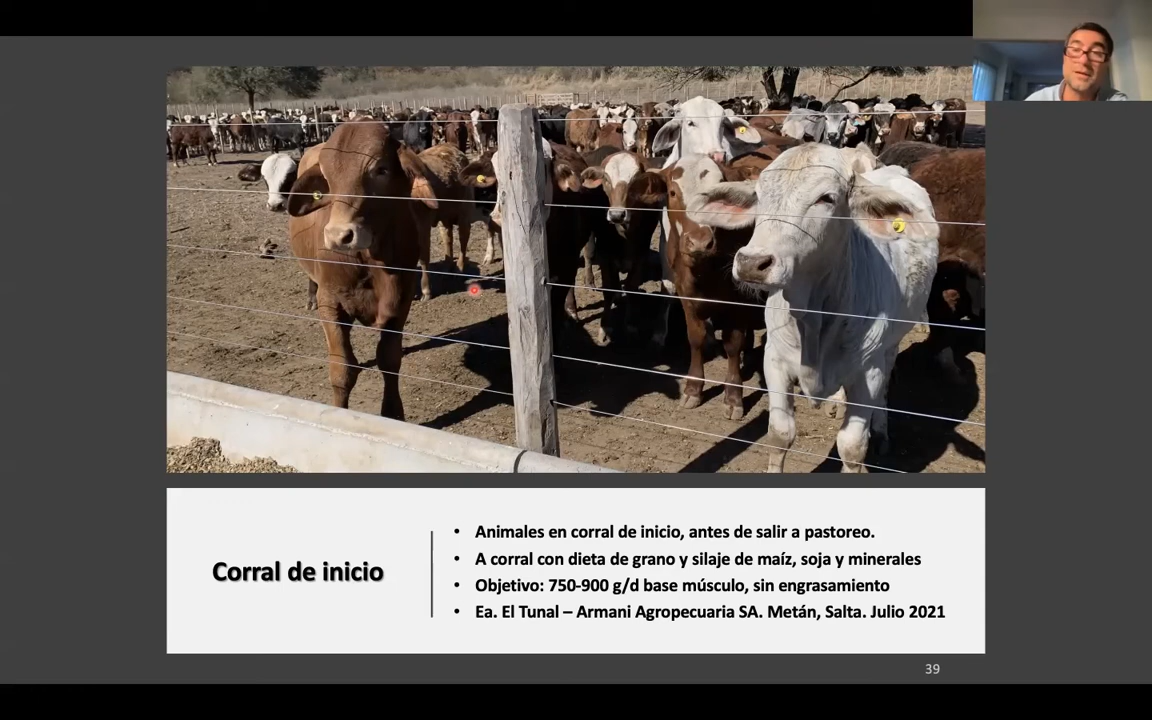 Corral de inicio
• Animales en corral de inicio, antes de salir a pastoreo.
• A corral con dieta de grano y silaje de maíz, soja y minerales
• Objetivo: 750-900 g/d base músculo, sin engrasamiento
• Ea. El Tunal – Armani Agropecuaria SA. Metán, Salta. Julio 2021
39